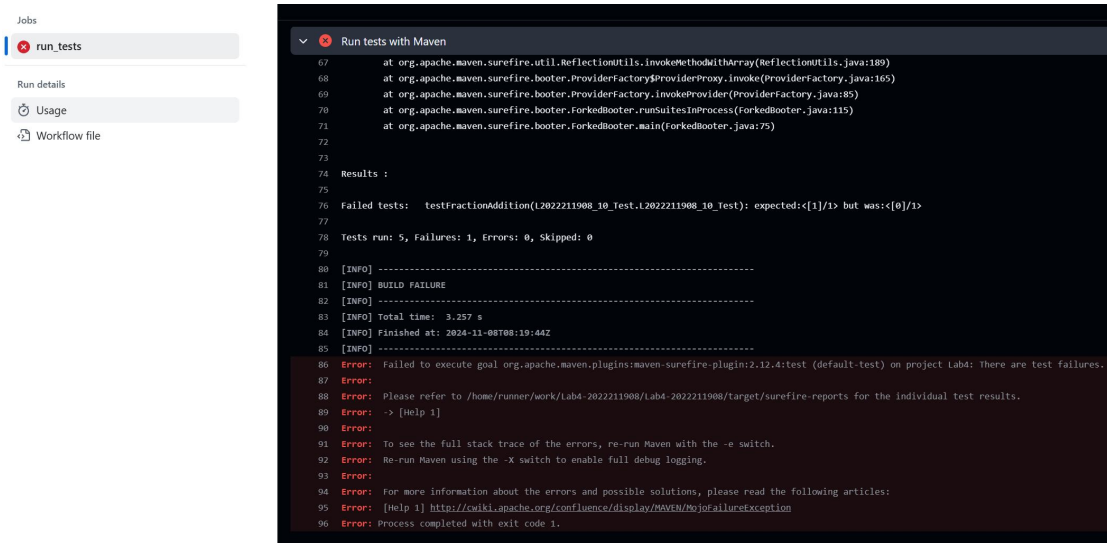 Jobs
run_tests
Run details
Usage
Workflow file
Run tests with Maven
67 at org.apache.maven.surefire.util.ReflectionUtils.invokeMethodWithArray(ReflectionUtils.java:189)
68 at org.apache.maven.surefire.booter.ProviderFactory$ProviderProxy.invoke(ProviderFactory.java:165)
69 at org.apache.maven.surefire.booter.ProviderFactory.invokeProvider(ProviderFactory.java:85)
70 at org.apache.maven.surefire.booter.ForkedBooter.runSuitesInProcess(ForkedBooter.java:115)
71 at org.apache.maven.surefire.booter.ForkedBooter.main(ForkedBooter.java:75)
72
73
74 Results :
75
76 Failed tests:   testFractionAddition(L2022211908_10_Test.L2022211908_10_Test): expected:<[1]/1> but was:<[0]/1>
77
78 Tests run: 5, Failures: 1, Errors: 0, Skipped: 0
79
80 [INFO] ------------------------------------------------------------------------
81 [INFO] BUILD FAILURE
82 [INFO] ------------------------------------------------------------------------
83 [INFO] Total time:  3.257 s
84 [INFO] Finished at: 2024-11-08T08:19:44Z
85 [INFO] ------------------------------------------------------------------------
86 Error:  Failed to execute goal org.apache.maven.plugins:maven-surefire-plugin:2.12.4:test (default-test) on project Lab4: There are test failures.
87 Error:
88 Error:  Please refer to /home/runner/work/Lab4-2022211908/Lab4-2022211908/target/surefire-reports for the individual test results.
89 Error:  -> [Help 1]
90 Error:
91 Error:  To see the full stack trace of the errors, re-run Maven with the -e switch.
92 Error:  Re-run Maven using the -X switch to enable full debug logging.
93 Error:
94 Error:  For more information about the errors and possible solutions, please read the following articles:
95 Error:  [Help 1] http://cwiki.apache.org/confluence/display/MAVEN/MojoFailureException
96 Error: Process completed with exit code 1.